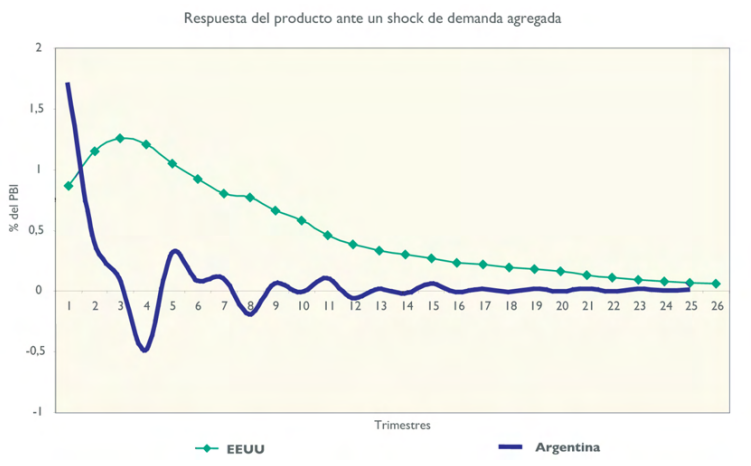 Respuesta del producto ante un shock de demanda agregada
2
1,5
1
0,5
0
-0,5
-1
% del PBI
1 2 3 4 5 6 7 8 9 10 11 12 13 14 15 16 17 18 19 20 21 22 23 24 25 26
Trimestres
EEUU Argentina